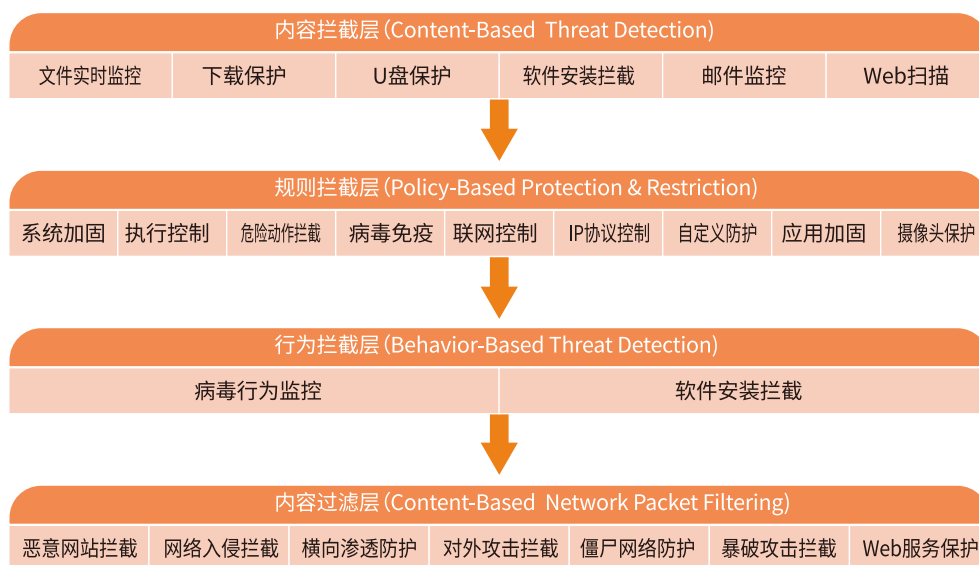 内容拦截层(Content-Based Threat Detection)
文件实时监控 下载保护 U盘保护 软件安装拦截 邮件监控 Web扫描
规则拦截层(Policy-Based Protection & Restriction)
系统加固 执行控制 危险动作拦截 病毒免疫 联网控制 IP协议控制 自定义防护 应用加固 摄像头保护
行为拦截层(Behavior-Based Threat Detection)
病毒行为监控 软件安装拦截
内容过滤层(Content-Based Network Packet Filtering)
恶意网站拦截 网络入侵拦截 横向渗透防护 对外攻击拦截 僵尸网络防护 暴破攻击拦截 Web服务保护